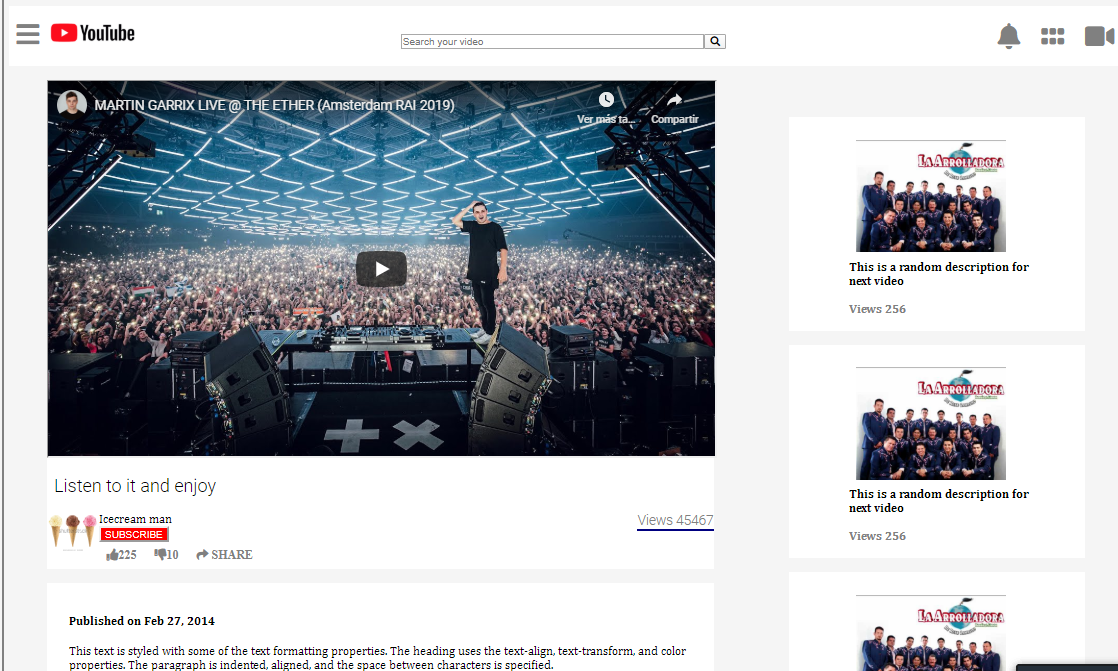 YouTube
Search your video
MARTIN GARRIX LIVE @ THE ETHER (Amsterdam RAI 2019)
Ver más ta...
Compartir
Listen to it and enjoy
Icecream man
SUBSCRIBE
225
10
SHARE
Views 45467
Published on Feb 27, 2014
This text is styled with some of the text formatting properties. The heading uses the text-align, text-transform, and color
properties. The paragraph is indented, aligned, and the space between characters is specified.
LA ARROLLADORA
This is a random description for
next video
Views 256
LA ARROLLADORA
This is a random description for
next video
Views 256
LA ARROLLADORA